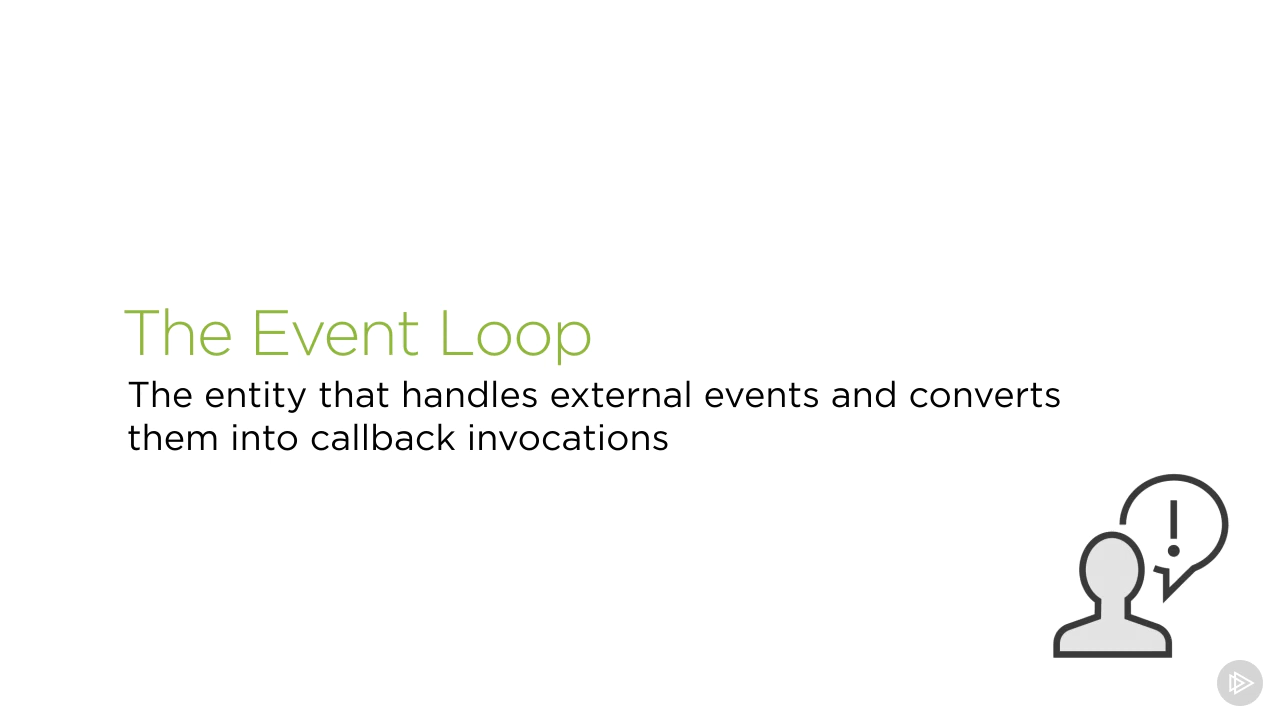 The Event Loop
The entity that handles external events and converts
them into callback invocations